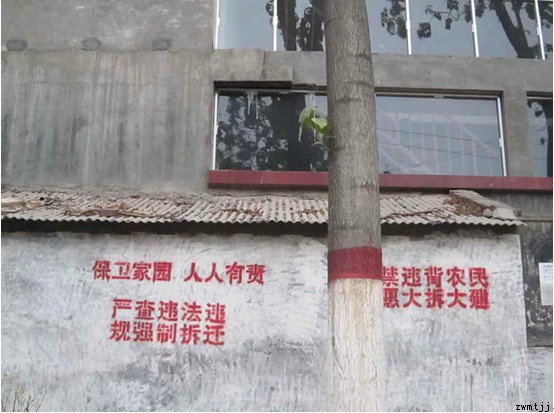 保卫家园 人人有责
严查违法违
规强制拆迁
禁违背农民
愿大拆大建
zwmtjj